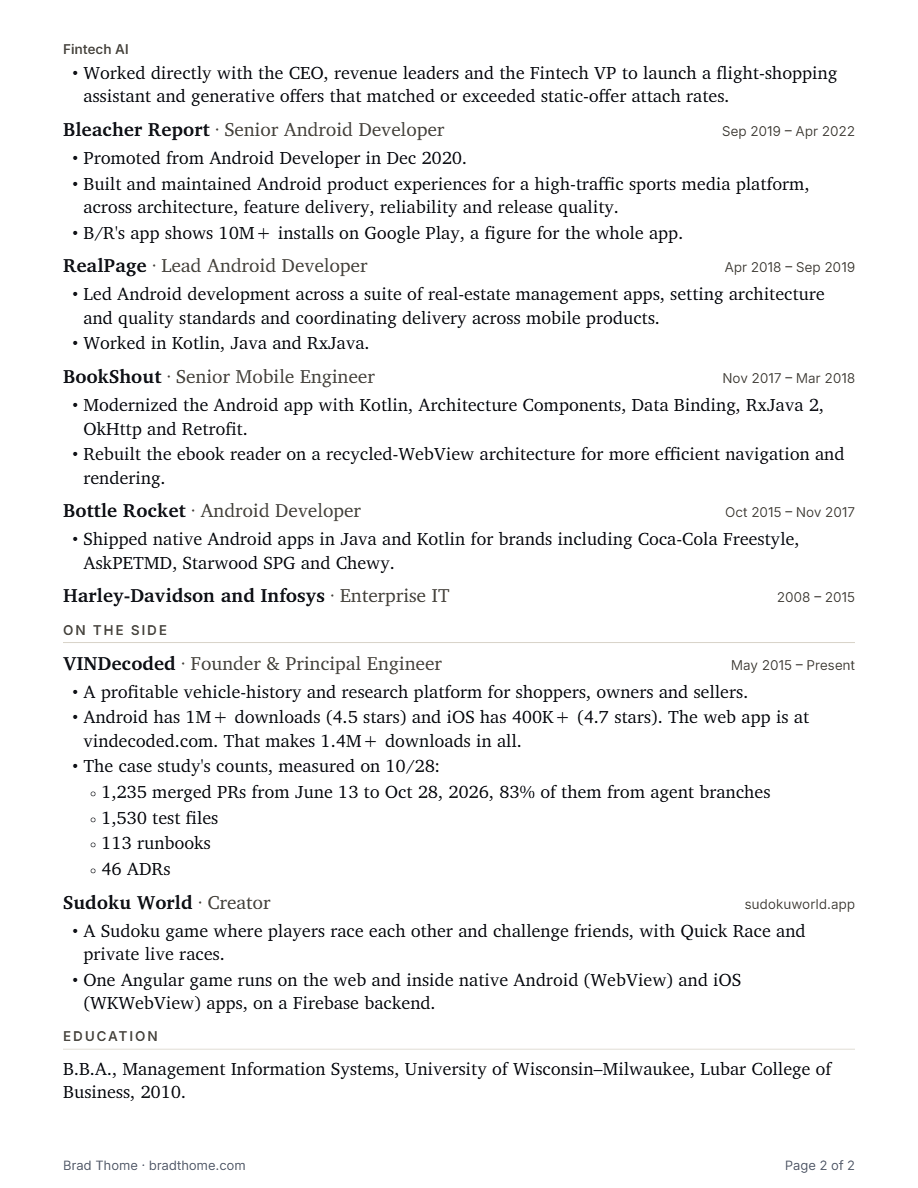 Fintech AI
• Worked directly with the CEO, revenue leaders and the Fintech VP to launch a flight-shopping
assistant and generative offers that matched or exceeded static-offer attach rates.
Bleacher Report · Senior Android Developer Sep 2019 – Apr 2022
• Promoted from Android Developer in Dec 2020.
• Built and maintained Android product experiences for a high-traffic sports media platform,
across architecture, feature delivery, reliability and release quality.
• B/R's app shows 10M+ installs on Google Play, a figure for the whole app.
RealPage · Lead Android Developer Apr 2018 – Sep 2019
• Led Android development across a suite of real-estate management apps, setting architecture
and quality standards and coordinating delivery across mobile products.
• Worked in Kotlin, Java and RxJava.
BookShout · Senior Mobile Engineer Nov 2017 – Mar 2018
• Modernized the Android app with Kotlin, Architecture Components, Data Binding, RxJava 2,
OkHttp and Retrofit.
• Rebuilt the ebook reader on a recycled-WebView architecture for more efficient navigation and
rendering.
Bottle Rocket · Android Developer Oct 2015 – Nov 2017
• Shipped native Android apps in Java and Kotlin for brands including Coca-Cola Freestyle,
AskPETMD, Starwood SPG and Chewy.
Harley-Davidson and Infosys · Enterprise IT 2008 – 2015
ON THE SIDE
VINDecoded · Founder & Principal Engineer May 2015 – Present
• A profitable vehicle-history and research platform for shoppers, owners and sellers.
• Android has 1M+ downloads (4.5 stars) and iOS has 400K+ (4.7 stars). The web app is at
vindecoded.com. That makes 1.4M+ downloads in all.
• The case study's counts, measured on 10/28:
◦ 1,235 merged PRs from June 13 to Oct 28, 2026, 83% of them from agent branches
◦ 1,530 test files
◦ 113 runbooks
◦ 46 ADRs
Sudoku World · Creator sudokuworld.app
• A Sudoku game where players race each other and challenge friends, with Quick Race and
private live races.
• One Angular game runs on the web and inside native Android (WebView) and iOS
(WKWebView) apps, on a Firebase backend.
EDUCATION
B.B.A., Management Information Systems, University of Wisconsin–Milwaukee, Lubar College of
Business, 2010.
Brad Thome · bradthome.com Page 2 of 2